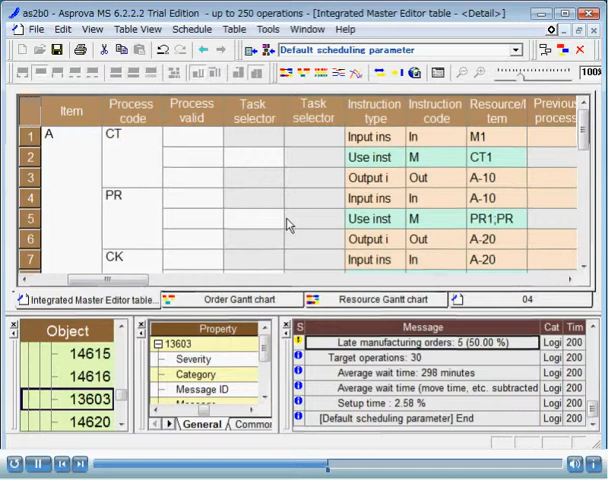 as2b0 - Asprova MS 6.2.2.2 Trial Edition - up to 250 operations - [Integrated Master Editor table - <Detail>]
File Edit View Table View Schedule Table Tools Window Help
Default scheduling parameter
100%
Item Process code Process valid Task selector Task selector Instruction type Instruction code Resource/Item Previous process
1 A CT Input ins In M1
2 Use inst M CT1
3 Output i Out A-10
4 PR Input ins In A-10
5 Use inst M PR1;PR
6 Output i Out A-20
7 CK Input ins In A-20
Integrated Master Editor table... Order Gantt chart Resource Gantt chart 04
Object
14615
14616
13603
14620
Property
13603
Severity
Category
Message ID
General Common
S Message Cat Tim
Late manufacturing orders: 5 (50.00 %) Logi 200
Target operations: 30 Logi 200
Average wait time: 298 minutes Logi 200
Average wait time (move time, etc. subtracted Logi 200
Setup time : 2.58 % Logi 200
[Default scheduling parameter] End Logi 200